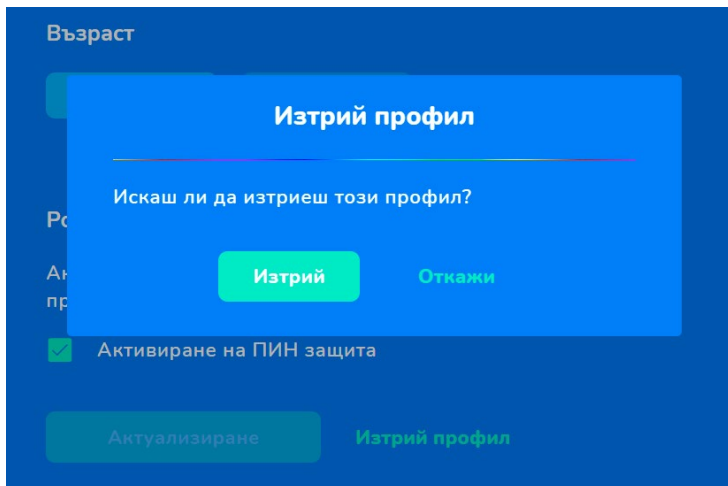 Възраст
Изтрий профил
Искаш ли да изтриеш този профил?
Изтрий Откажи
Активиране на ПИН защита
Актуализиране Изтрий профил